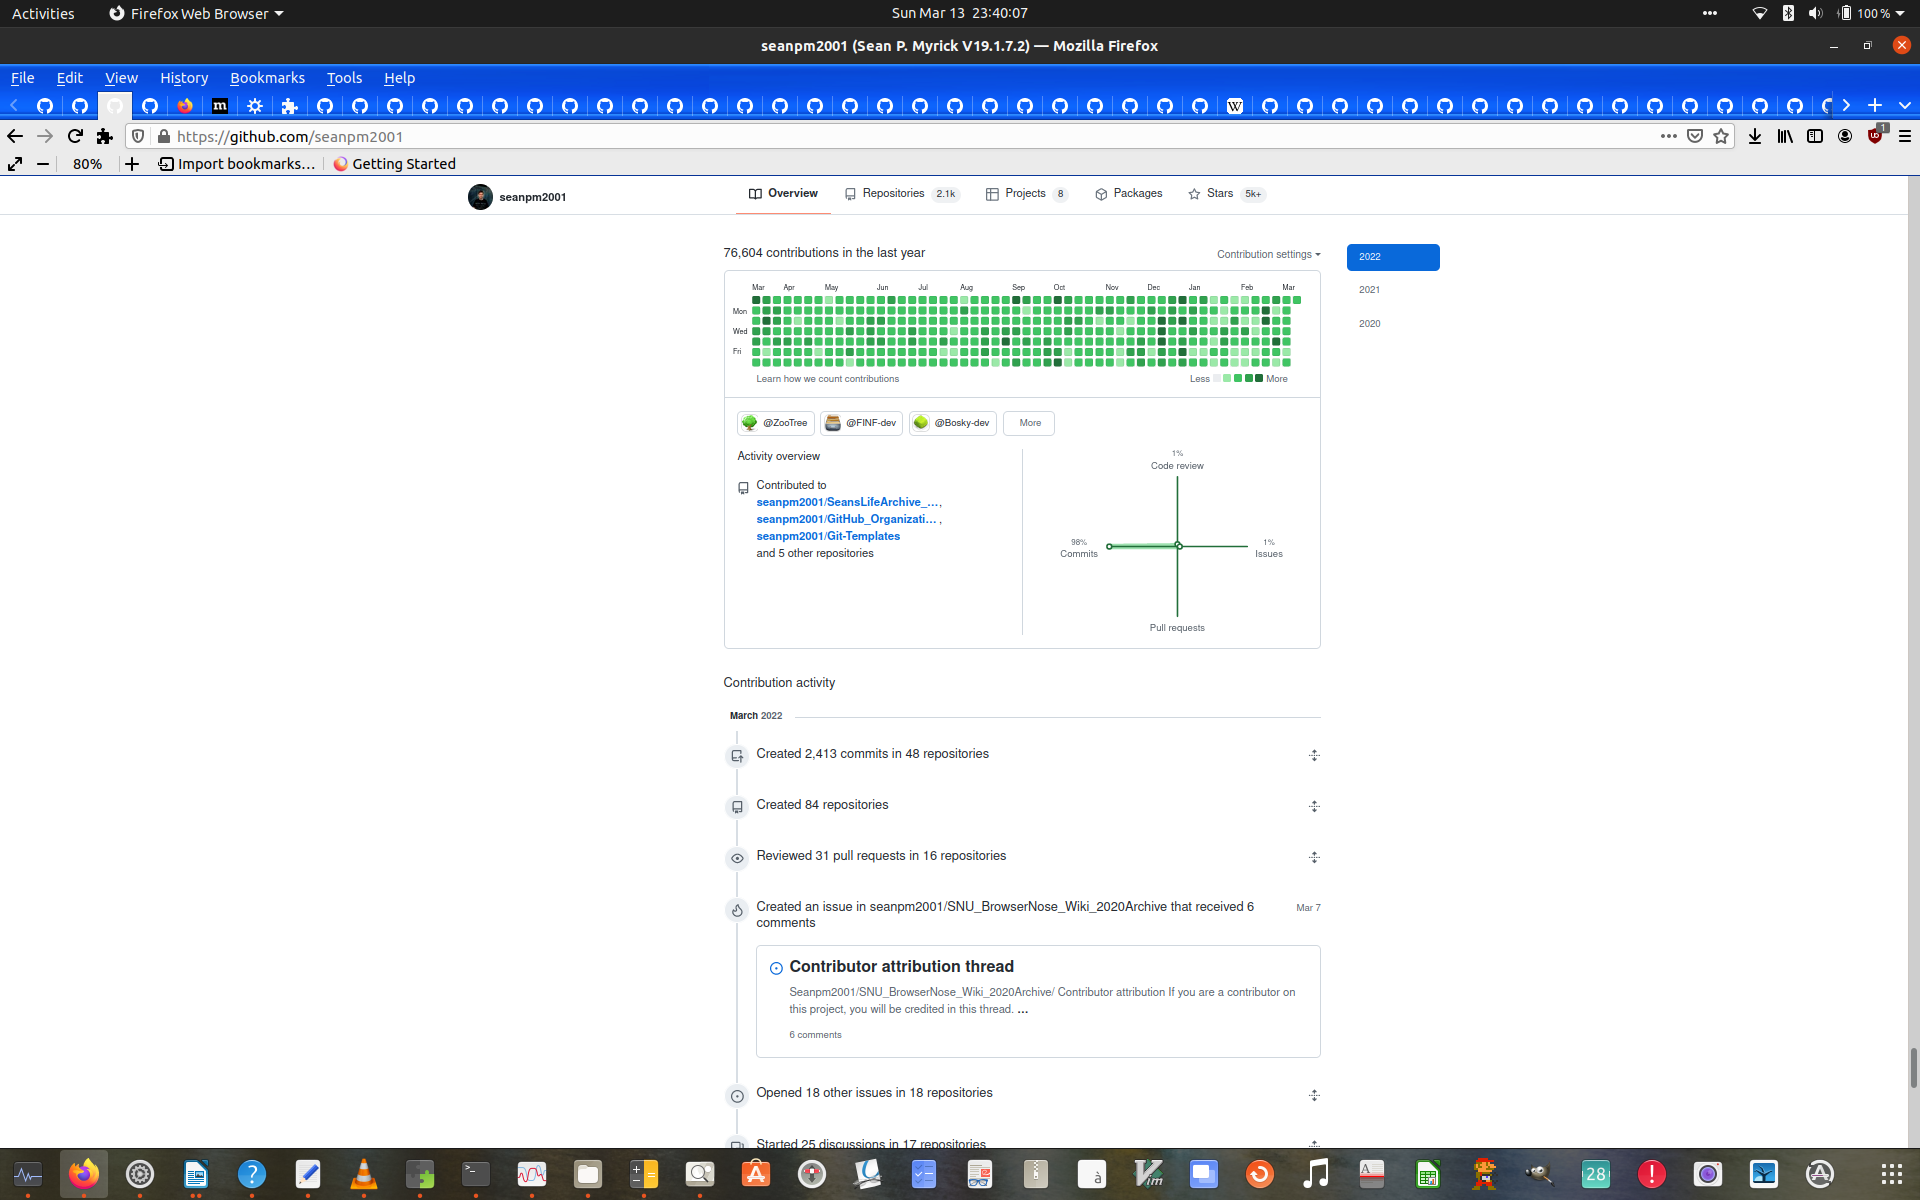 Activities
Firefox Web Browser
Sun Mar 13 23:40:07
100 %
seanpm2001 (Sean P. Myrick V19.1.7.2) — Mozilla Firefox
File Edit View History Bookmarks Tools Help
https://github.com/seanpm2001
80%
Import bookmarks…
Getting Started
seanpm2001
Overview
Repositories 2.1k
Projects 8
Packages
Stars 5k+
76,604 contributions in the last year
Contribution settings
2022
2021
2020
Mar Apr May Jun Jul Aug Sep Oct Nov Dec Jan Feb Mar
Mon
Wed
Fri
Learn how we count contributions
Less
More
@ZooTree
@FINF-dev
@Bosky-dev
More
Activity overview
Contributed to
seanpm2001/SeansLifeArchive_… ,
seanpm2001/GitHub_Organizati… ,
seanpm2001/Git-Templates
and 5 other repositories
1%
Code review
98%
Commits
1%
Issues
Pull requests
Contribution activity
March 2022
Created 2,413 commits in 48 repositories
Created 84 repositories
Reviewed 31 pull requests in 16 repositories
Created an issue in seanpm2001/SNU_BrowserNose_Wiki_2020Archive that received 6
comments
Mar 7
Contributor attribution thread
Seanpm2001/SNU_BrowserNose_Wiki_2020Archive/ Contributor attribution If you are a contributor on
this project, you will be credited in this thread. …
6 comments
Opened 18 other issues in 18 repositories
Started 25 discussions in 17 repositories
28